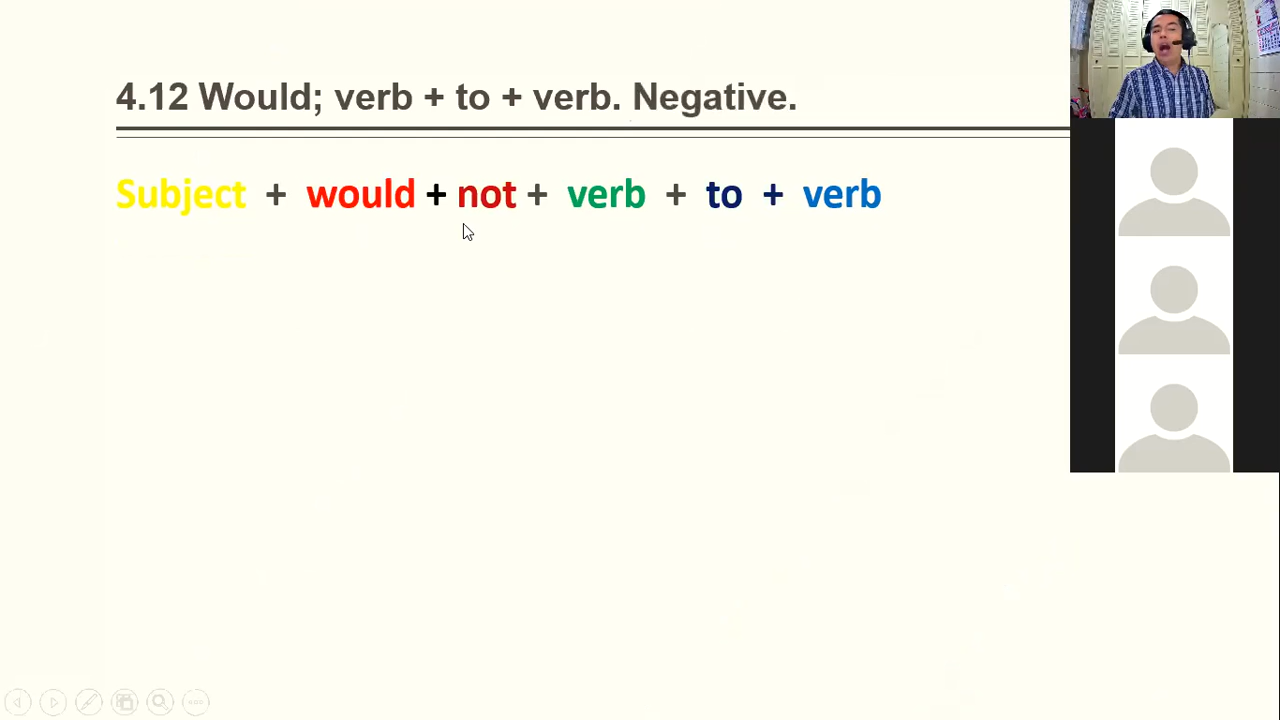 4.12 Would; verb + to + verb. Negative.
Subject + would + not + verb + to + verb